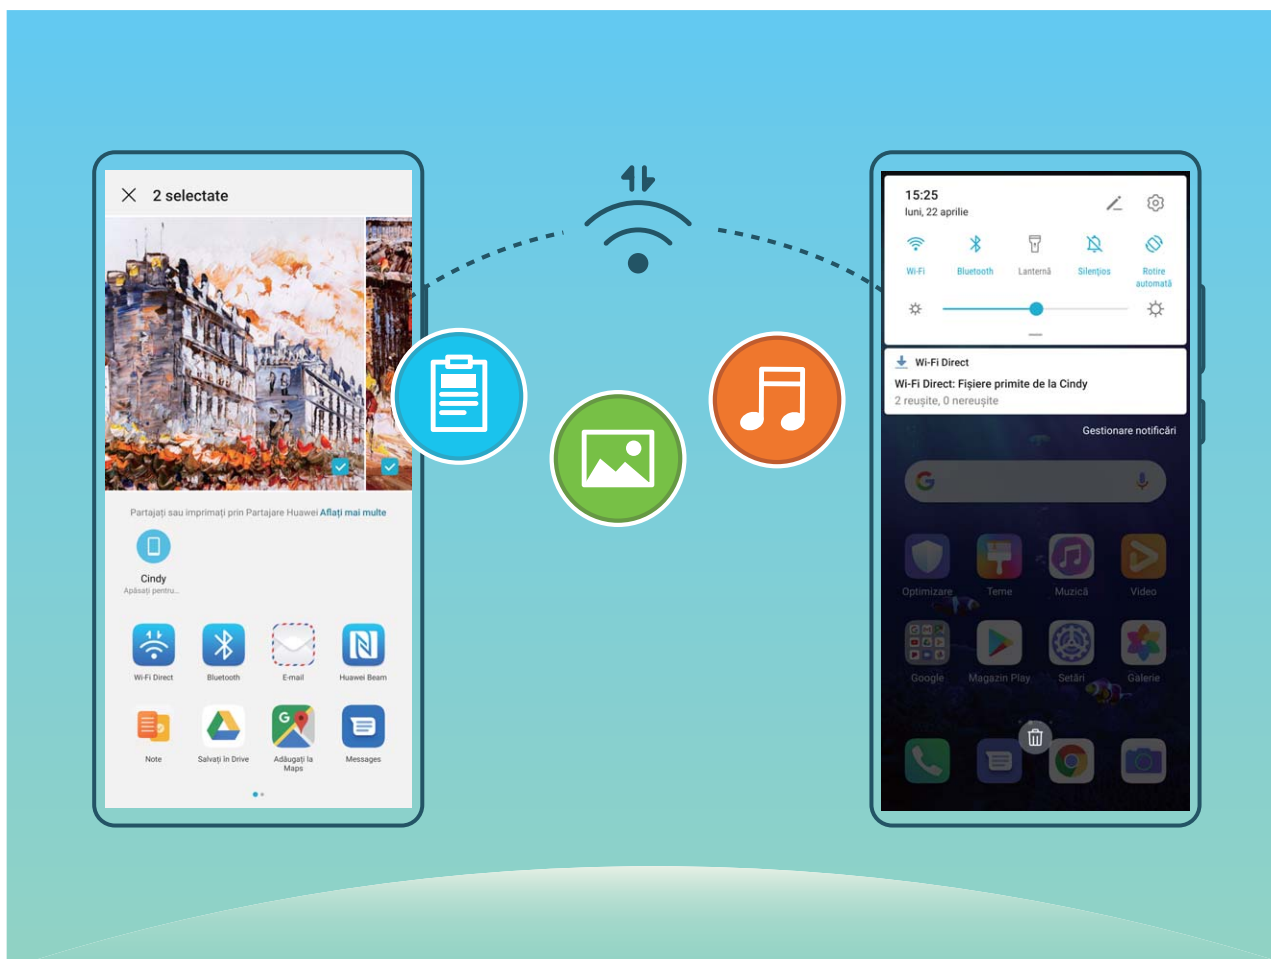 2 selectate
Partajați sau imprimați prin Partajare Huawei Aflați mai multe
Cindy
Apăsați pentru...
Wi-Fi Direct
Bluetooth
E-mail
Huawei Beam
Note
Salvați în Drive
Adăugați la
Maps
Messages
15:25
luni, 22 aprilie
Wi-Fi
Bluetooth
Lanternă
Silențios
Rotire
automată
Wi-Fi Direct
Wi-Fi Direct: Fișiere primite de la Cindy
2 reușite, 0 nereușite
Gestionare notificări
Optimizare
Teme
Muzică
Video
Google
Magazin Play
Setări
Galerie